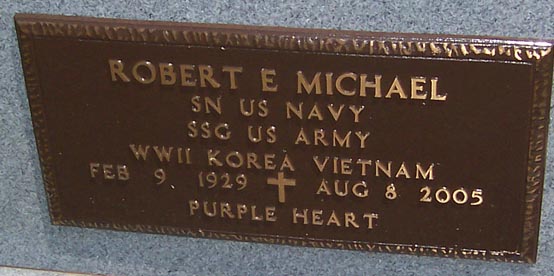 ROBERT E MICHAEL
SN US NAVY
SSG US ARMY
WWII KOREA VIETNAM
FEB 9 1929 AUG 8 2005
PURPLE HEART